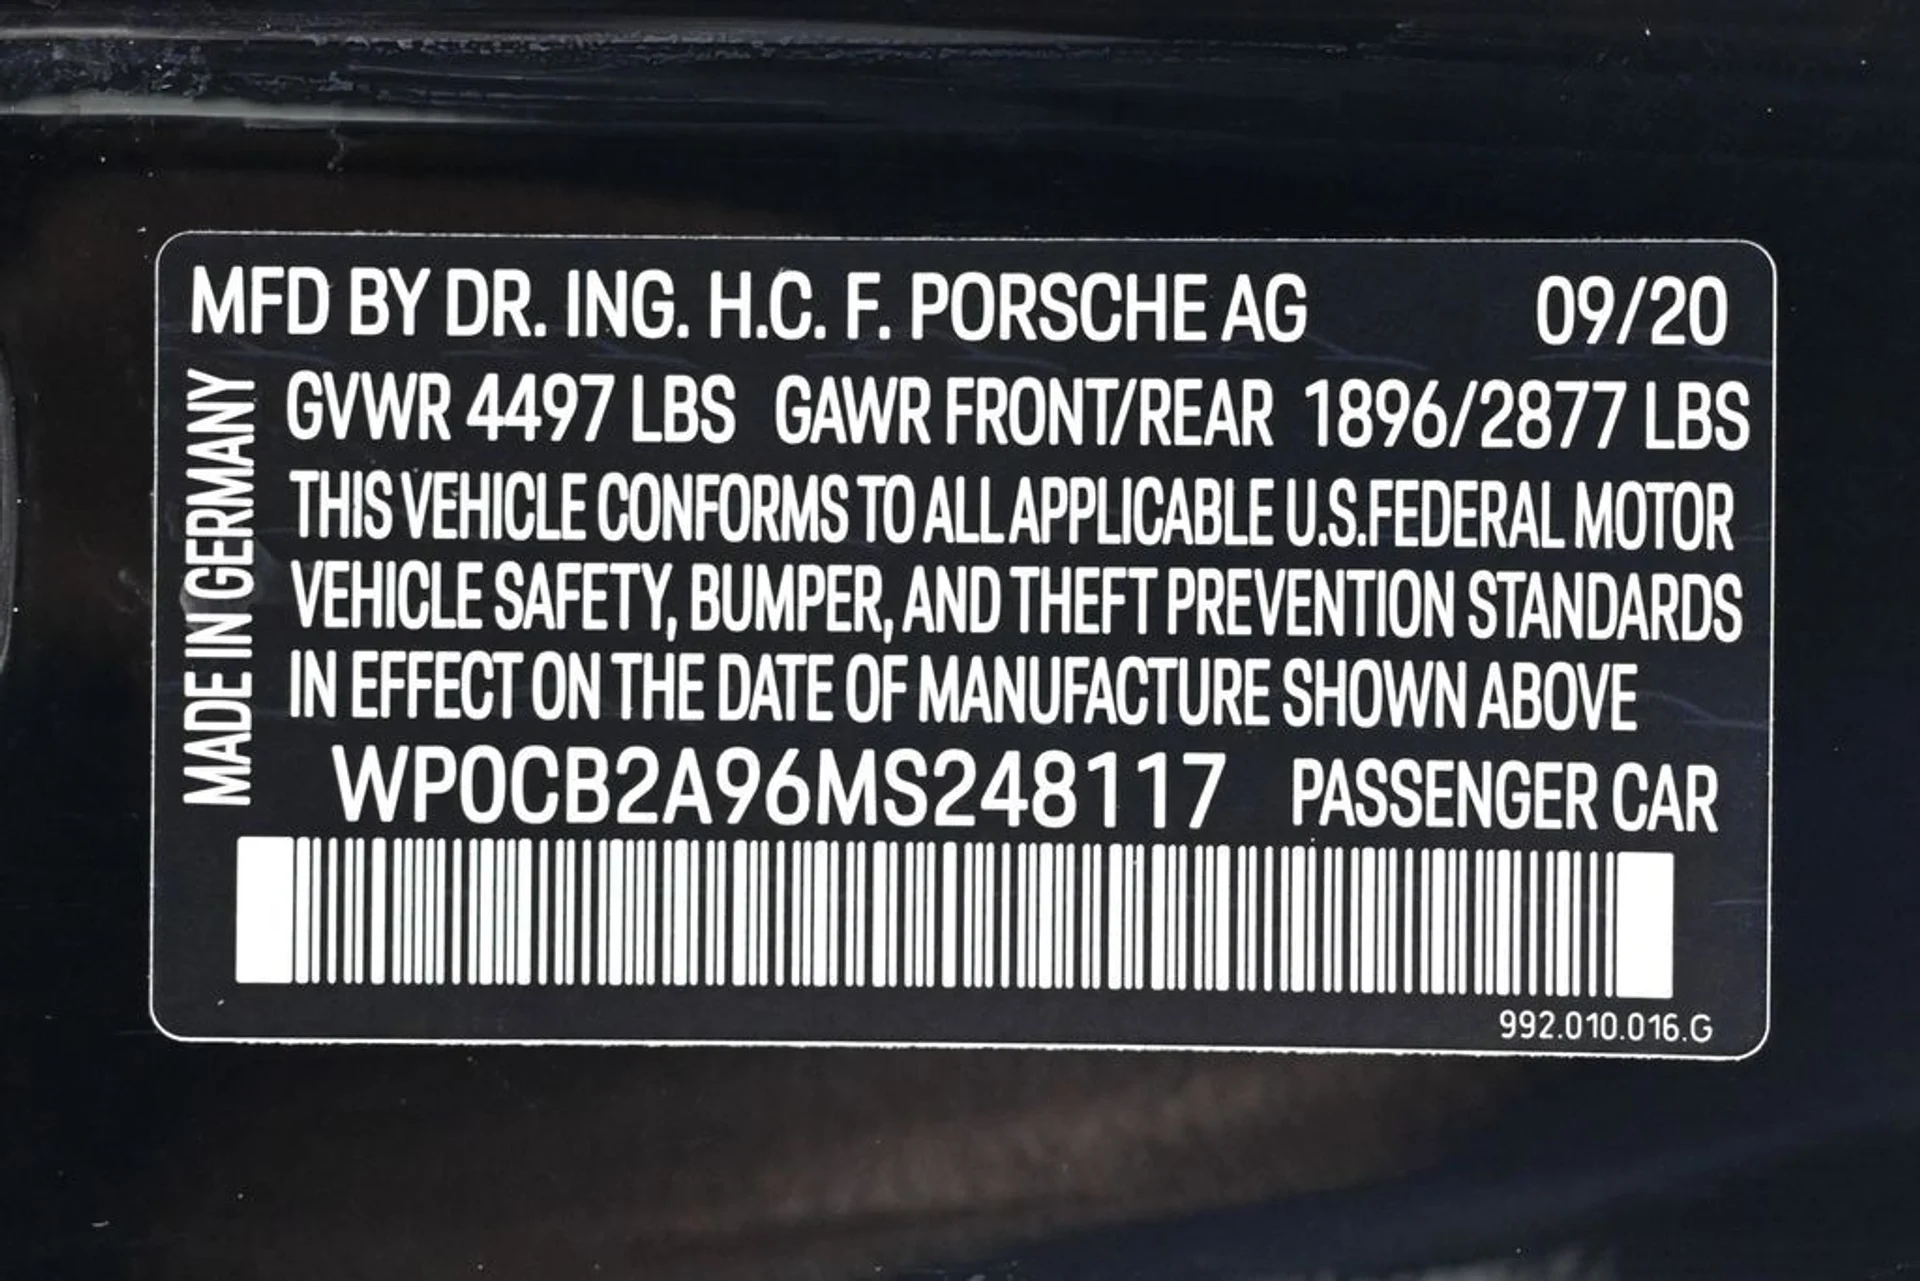 MFD BY DR. ING. H.C. F. PORSCHE AG 09/20
MADE IN GERMANY
GVWR 4497 LBS GAWR FRONT/REAR 1896/2877 LBS
THIS VEHICLE CONFORMS TO ALL APPLICABLE U.S.FEDERAL MOTOR
VEHICLE SAFETY, BUMPER, AND THEFT PREVENTION STANDARDS
IN EFFECT ON THE DATE OF MANUFACTURE SHOWN ABOVE
WP0CB2A96MS248117 PASSENGER CAR
992.010.016.G